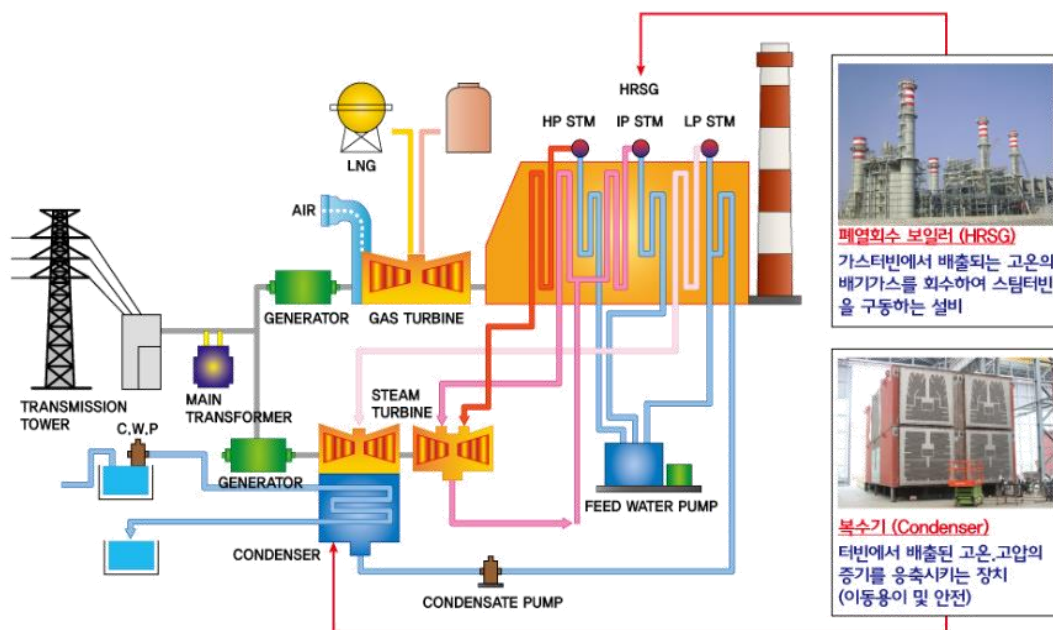 HRSG
HP STM
IP STM
LP STM
LNG
AIR
GENERATOR
GAS TURBINE
TRANSMISSION
TOWER
MAIN
TRANSFORMER
STEAM
TURBINE
C.W.P
GENERATOR
FEED WATER PUMP
CONDENSER
CONDENSATE PUMP
폐열회수 보일러 (HRSG)
가스터빈에서 배출되는 고온의
배기가스를 회수하여 스팀터빈
을 구동하는 설비
복수기 (Condenser)
터빈에서 배출된 고온.고압의
증기를 응축시키는 장치
(이동용이 및 안전)